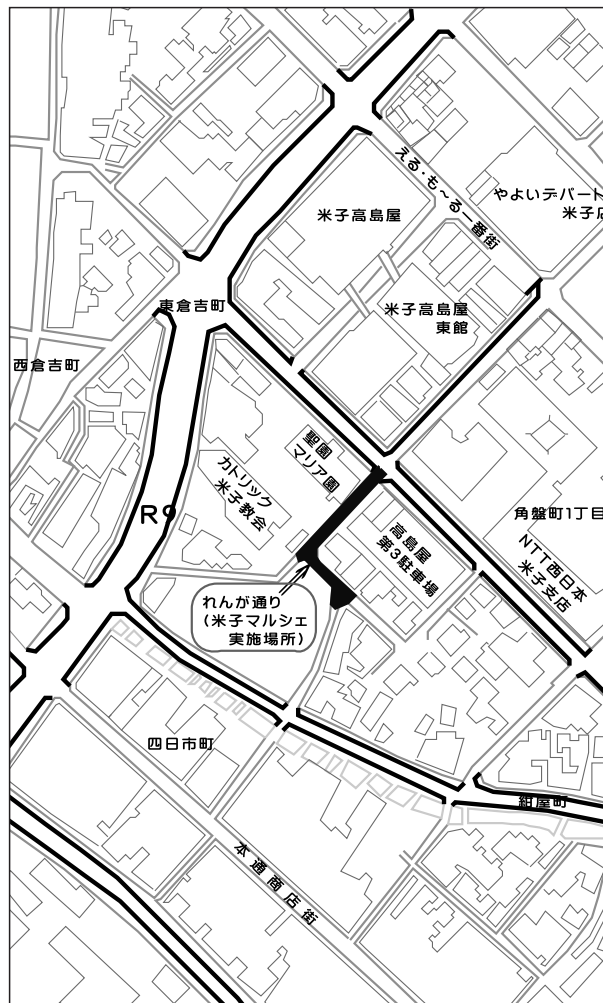 える・も～る一番街
やよいデパート
米子店
米子高島屋
東倉吉町
米子高島屋
東館
西倉吉町
聖園
マリア園
カトリック
米子教会
R9
高島屋
第3駐車場
角盤町1丁目
NTT西日本
米子支店
れんが通り
(米子マルシェ
実施場所)
四日市町
紺屋町
本通商店街